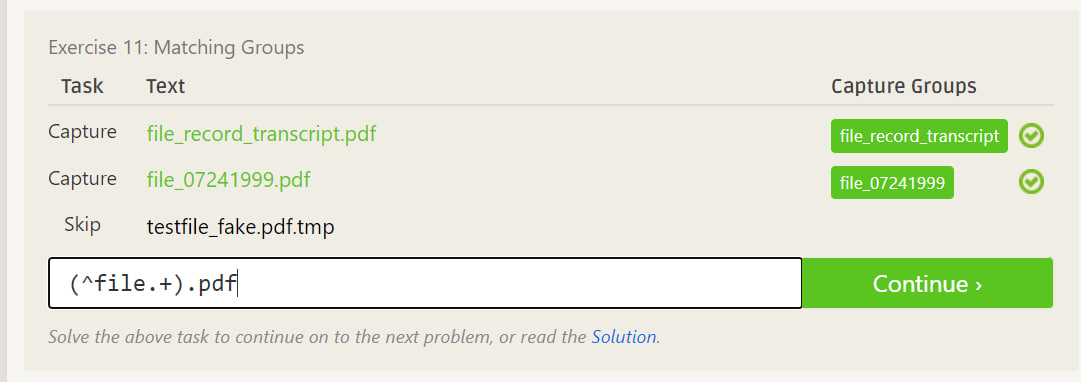 Exercise 11: Matching Groups
Task Text Capture Groups
Capture file_record_transcript.pdf file_record_transcript
Capture file_07241999.pdf file_07241999
Skip testfile_fake.pdf.tmp
(^file.+).pdf Continue ›
Solve the above task to continue on to the next problem, or read the Solution.